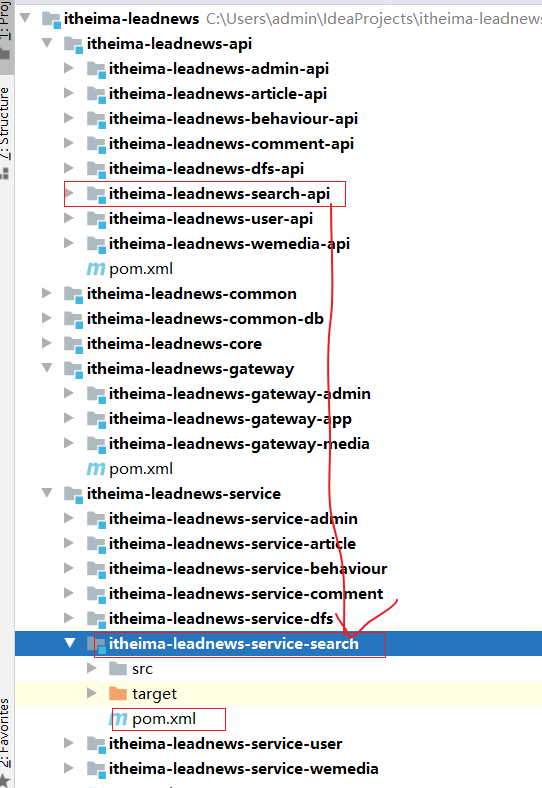 itheima-leadnews C:\Users\admin\IdeaProjects\itheima-leadnews
itheima-leadnews-api
itheima-leadnews-admin-api
itheima-leadnews-article-api
itheima-leadnews-behaviour-api
itheima-leadnews-comment-api
itheima-leadnews-dfs-api
itheima-leadnews-search-api
itheima-leadnews-user-api
itheima-leadnews-wemedia-api
pom.xml
itheima-leadnews-common
itheima-leadnews-common-db
itheima-leadnews-core
itheima-leadnews-gateway
itheima-leadnews-gateway-admin
itheima-leadnews-gateway-app
itheima-leadnews-gateway-media
pom.xml
itheima-leadnews-service
itheima-leadnews-service-admin
itheima-leadnews-service-article
itheima-leadnews-service-behaviour
itheima-leadnews-service-comment
itheima-leadnews-service-dfs
itheima-leadnews-service-search
src
target
pom.xml
itheima-leadnews-service-user
itheima-leadnews-service-wemedia
1: Proj
7: Structure
2: Favorites